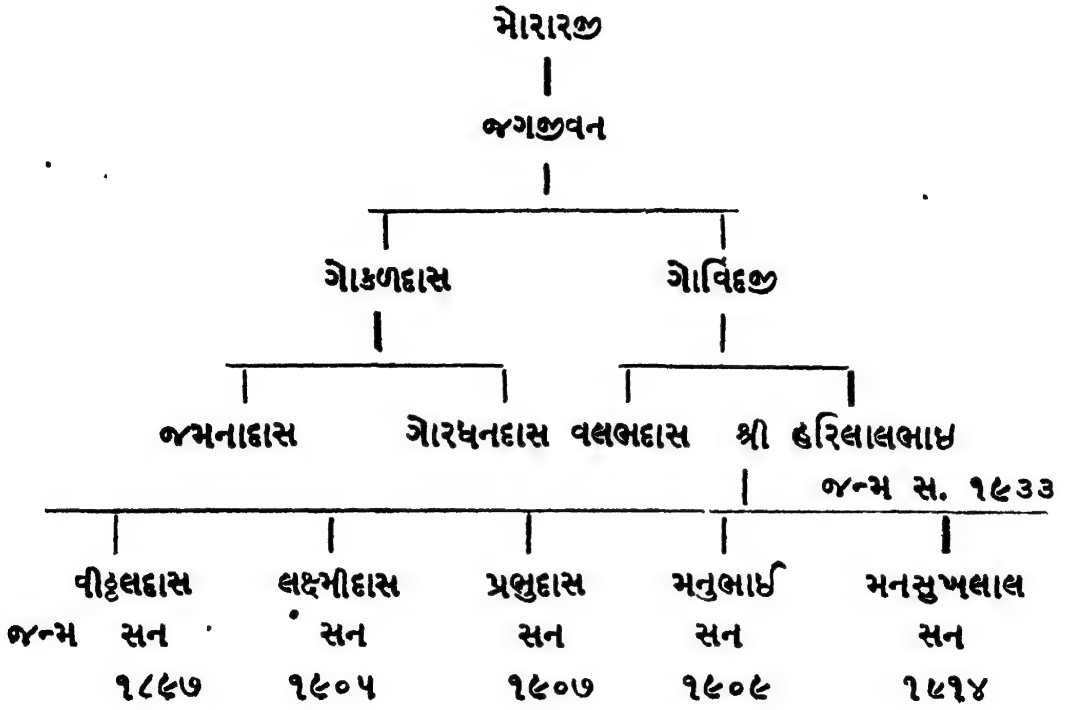 મોરારજી
જગજીવન
ગોકળદાસ ગોવિંદજી
જમનાદાસ ગોરધનદાસ વલભદાસ શ્રી હરિલાલભાઇ
જન્મ સ. ૧૯૩૩
વીઠ્ઠલદાસ લક્ષ્મીદાસ પ્રભુદાસ મનુભાઈ મનસુખલાલ
જન્મ સન સન સન સન સન
૧૮૯૭ ૧૯૦૫ ૧૯૦૭ ૧૯૦૯ ૧૯૧૪